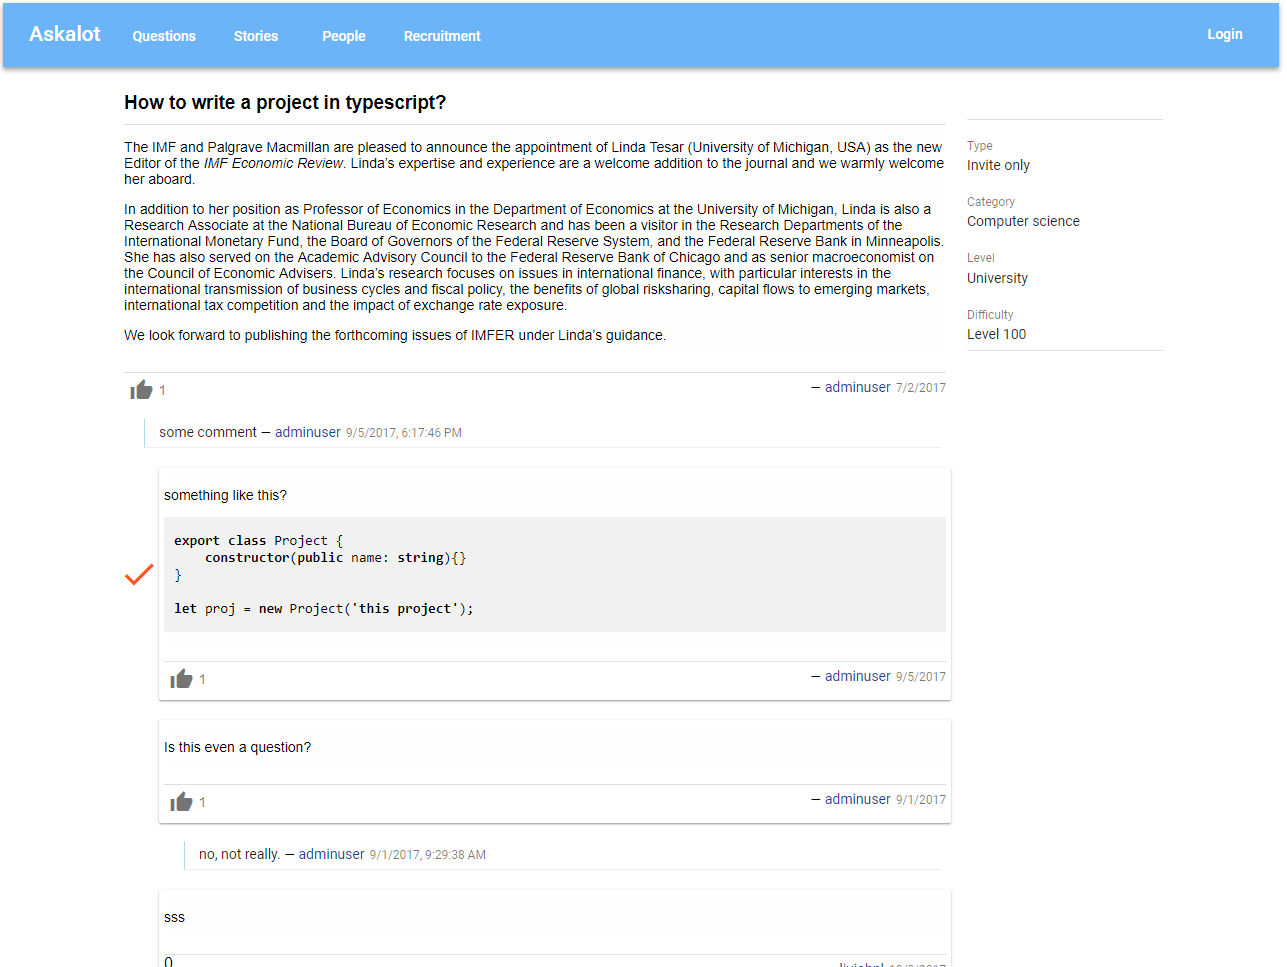 Askalot Questions Stories People Recruitment Login
How to write a project in typescript?
The IMF and Palgrave Macmillan are pleased to announce the appointment of Linda Tesar (University of Michigan, USA) as the new
Editor of the IMF Economic Review. Linda’s expertise and experience are a welcome addition to the journal and we warmly welcome
her aboard.
In addition to her position as Professor of Economics in the Department of Economics at the University of Michigan, Linda is also a
Research Associate at the National Bureau of Economic Research and has been a visitor in the Research Departments of the
International Monetary Fund, the Board of Governors of the Federal Reserve System, and the Federal Reserve Bank in Minneapolis.
She has also served on the Academic Advisory Council to the Federal Reserve Bank of Chicago and as senior macroeconomist on
the Council of Economic Advisers. Linda’s research focuses on issues in international finance, with particular interests in the
international transmission of business cycles and fiscal policy, the benefits of global risksharing, capital flows to emerging markets,
international tax competition and the impact of exchange rate exposure.
We look forward to publishing the forthcoming issues of IMFER under Linda’s guidance.
1 — adminuser 7/2/2017
some comment — adminuser 9/5/2017, 6:17:46 PM
something like this?
export class Project {
    constructor(public name: string){}
}
let proj = new Project('this project');
1 — adminuser 9/5/2017
Is this even a question?
1 — adminuser 9/1/2017
no, not really. — adminuser 9/1/2017, 9:29:38 AM
sss
0
Type
Invite only
Category
Computer science
Level
University
Difficulty
Level 100